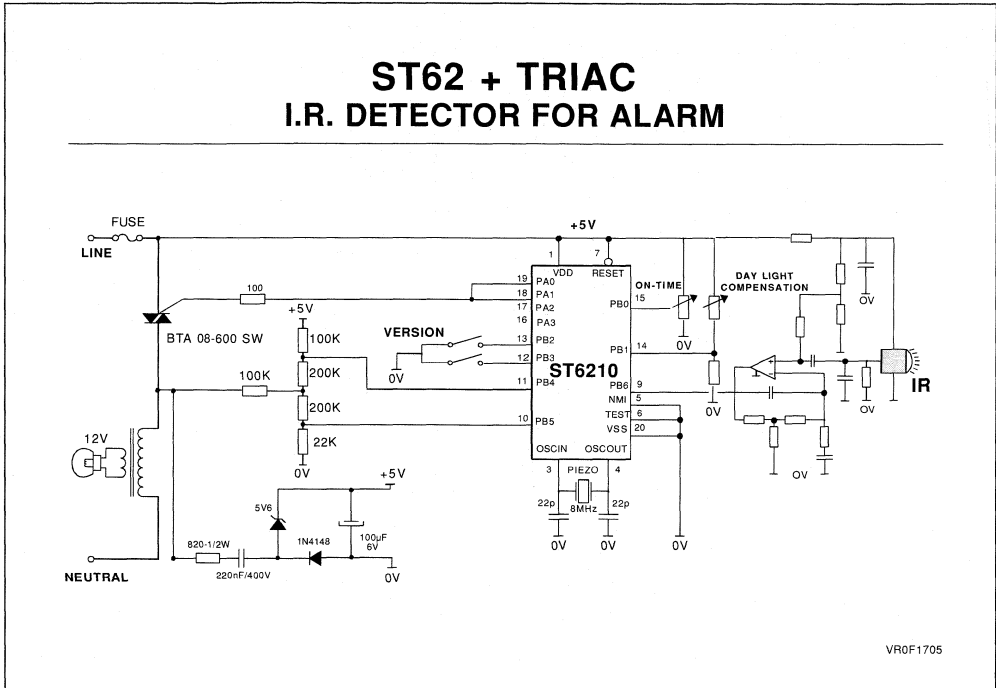 ST62 + TRIAC
I.R. DETECTOR FOR ALARM
FUSE
LINE
+5V
1
7
VDD
RESET
100
19
PA0
18
PA1
17
PA2
16
PA3
ON-TIME
15
PB0
DAY LIGHT
COMPENSATION
0V
0V
BTA 08-600 SW
+5V
100K
VERSION
13
PB2
12
PB3
0V
14
PB1
ST6210
100K
200K
11
PB4
9
PB6
5
NMI
6
TEST
20
VSS
0V
IR
0V
200K
10
PB5
22K
0V
12V
OSCIN
OSCOUT
3
PIEZO
4
22p
8MHz
22p
0V
0V
0V
0V
+5V
5V6
100µF
6V
820-1/2W
1N4148
220nF/400V
0V
NEUTRAL
VR0F1705